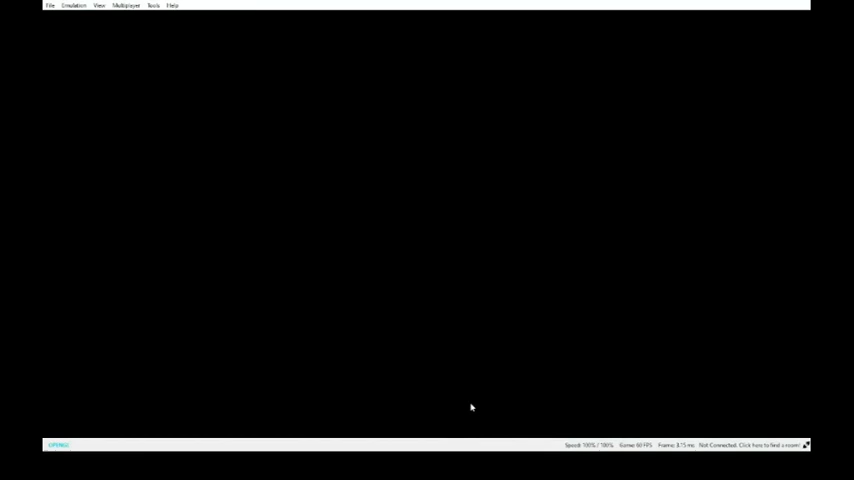 File Emulation View Multiplayer Tools Help
OPENGL Speed: 100% / 100% Game: 60 FPS Frame: 3.15 ms Not Connected. Click here to find a room!